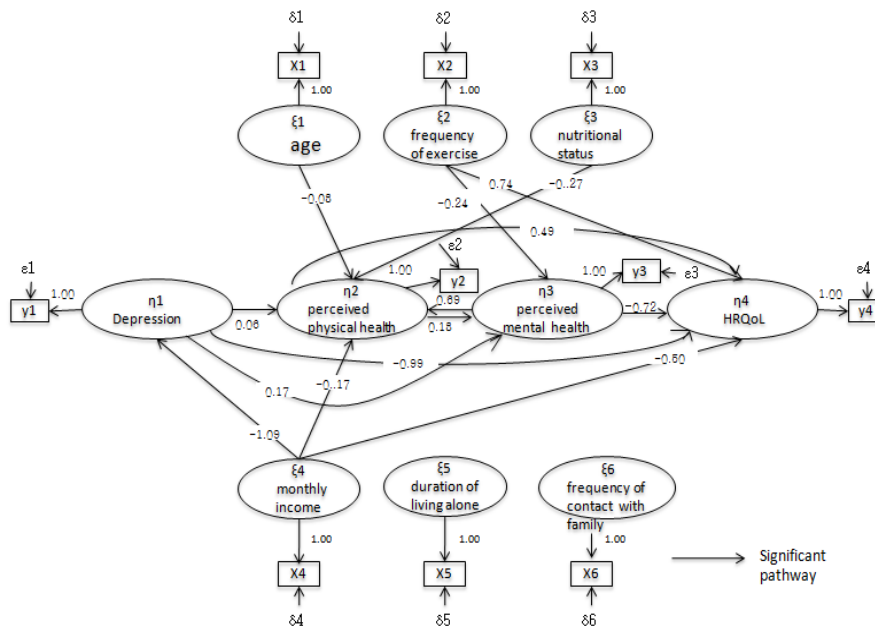 δ1
δ2
δ3
X1
X2
X3
1.00
1.00
1.00
ξ1
age
ξ2
frequency
of exercise
ξ3
nutritional
status
-0.08
-0.24
0.74
-0..27
0.49
e1
e2
e3
e4
1.00
y1
η1
Depression
0.06
η2
perceived
physical health
1.00
y2
0.69
0.18
η3
perceived
mental health
1.00
y3
-0.72
η4
HRQoL
1.00
y4
-0.99
0.17
-0..17
-0.60
-1.09
ξ4
monthly
income
ξ5
duration of
living alone
ξ6
frequency of
contact with
family
1.00
1.00
1.00
X4
X5
X6
δ4
δ5
δ6
Significant
pathway